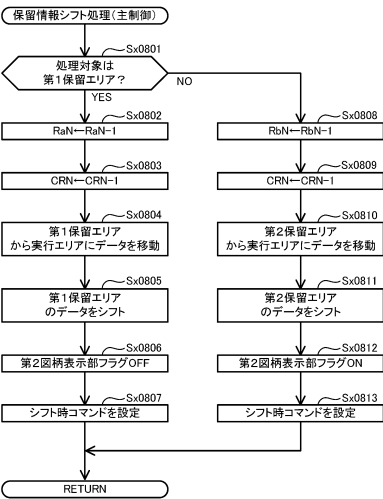 保留情報シフト処理(主制御)
Sx0801
処理対象は
第1保留エリア？
NO
YES
Sx0802
RaN←RaN-1
Sx0803
CRN←CRN-1
Sx0804
第1保留エリア
から実行エリアにデータを移動
Sx0805
第1保留エリア
のデータをシフト
Sx0806
第2図柄表示部フラグOFF
Sx0807
シフト時コマンドを設定
Sx0808
RbN←RbN-1
Sx0809
CRN←CRN-1
Sx0810
第2保留エリア
から実行エリアにデータを移動
Sx0811
第2保留エリア
のデータをシフト
Sx0812
第2図柄表示部フラグON
Sx0813
シフト時コマンドを設定
RETURN